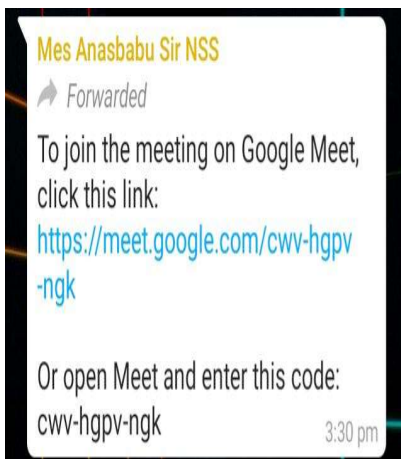 Mes Anasbabu Sir NSS
Forwarded
To join the meeting on Google Meet,
click this link:
https://meet.google.com/cwv-hgpv
-ngk
Or open Meet and enter this code:
cwv-hgpv-ngk
3:30 pm